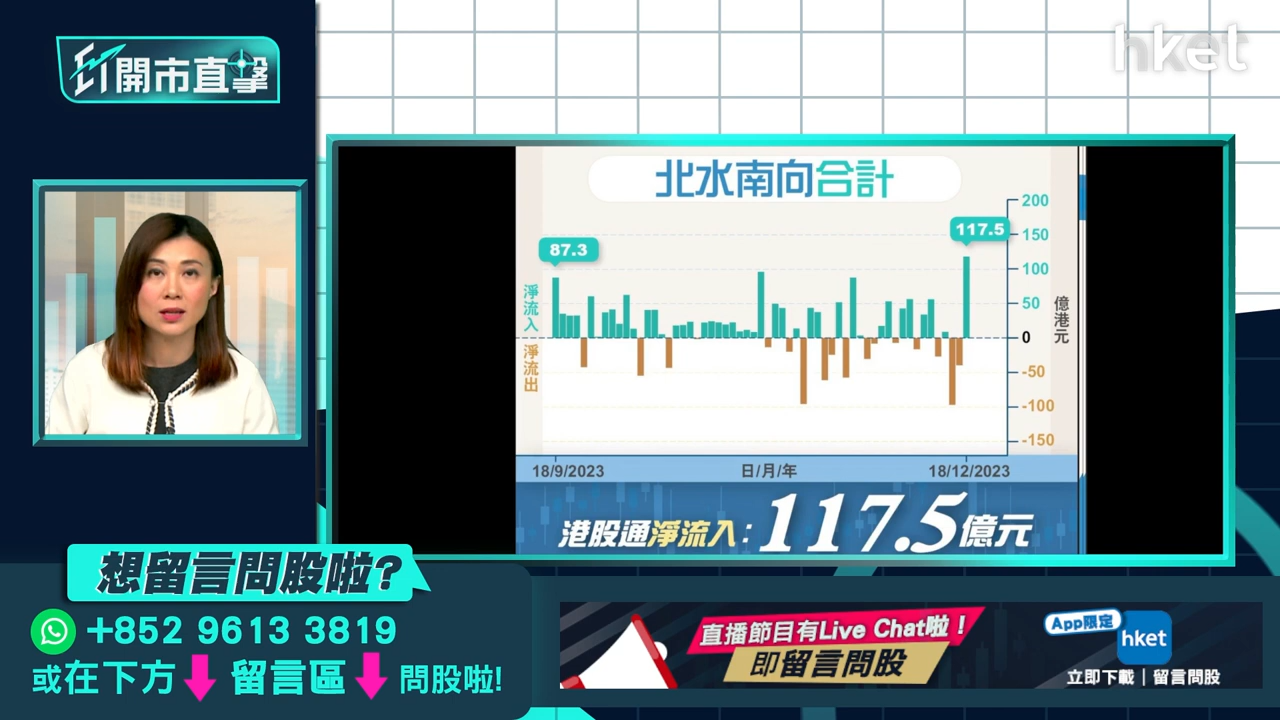 開市直擊
hket
北水南向合計
200
150
100
50
0
-50
-100
-150
87.3
117.5
淨流入
淨流出
億港元
18/9/2023
日/月/年
18/12/2023
港股通淨流入：117.5億元
想留言問股啦?
+852 9613 3819
或在下方 留言區 問股啦!
直播節目有Live Chat啦！
即留言問股
App限定
hket
立即下載｜留言問股